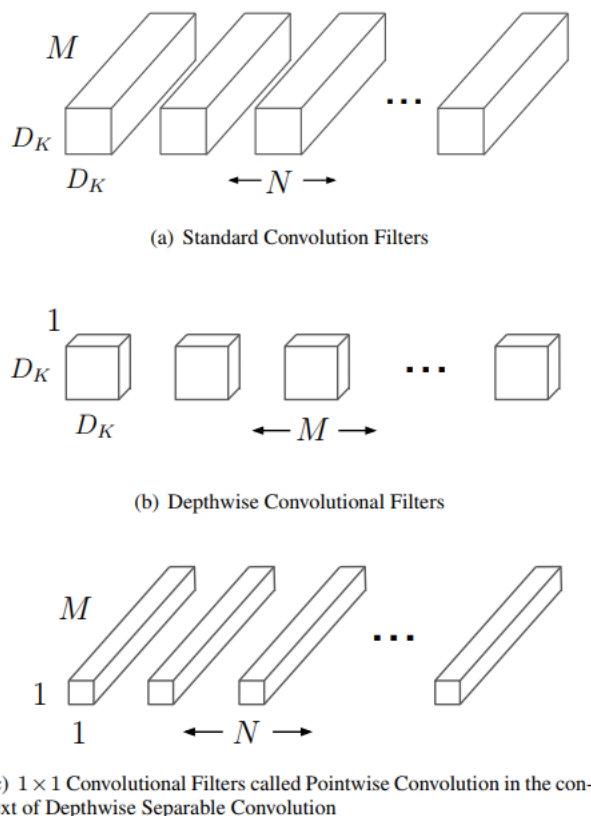 M
D_K
D_K
N
...
(a) Standard Convolution Filters
1
D_K
D_K
M
...
(b) Depthwise Convolutional Filters
M
1
1
N
...
c) 1 × 1 Convolutional Filters called Pointwise Convolution in the con-
ext of Depthwise Separable Convolution